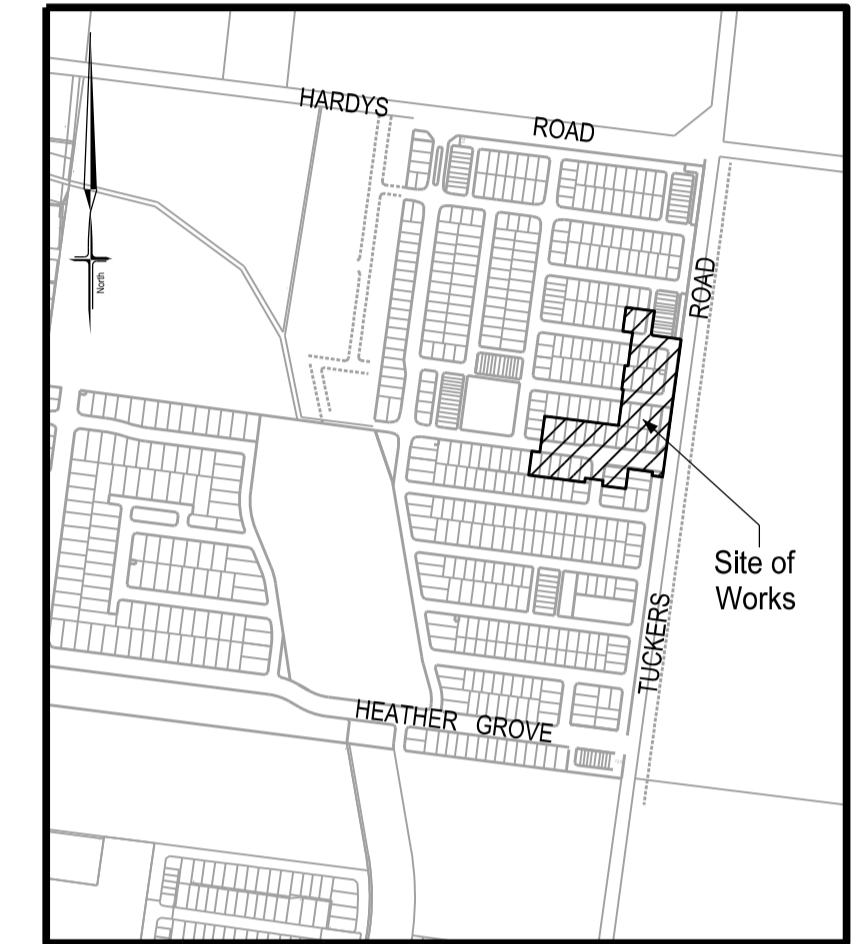 HARDYS
ROAD
ROAD
North
Site of
Works
TUCKERS
HEATHER GROVE